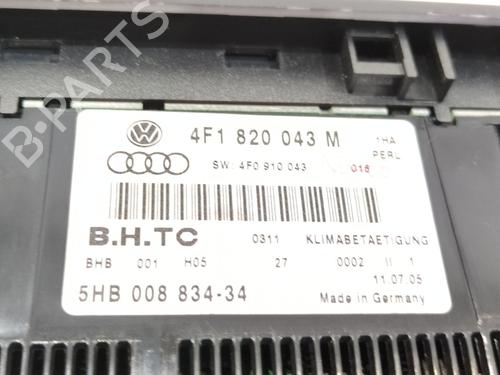 B-PARTS
4F1 820 043 M
1HA
PERL
SW: 4F0 910 043
016
B.H.TC
0311 KLIMABETAETIGUNG
BHB 001 H05 27 0002 II 1
11.07.05
5HB 008 834-34
Made in Germany